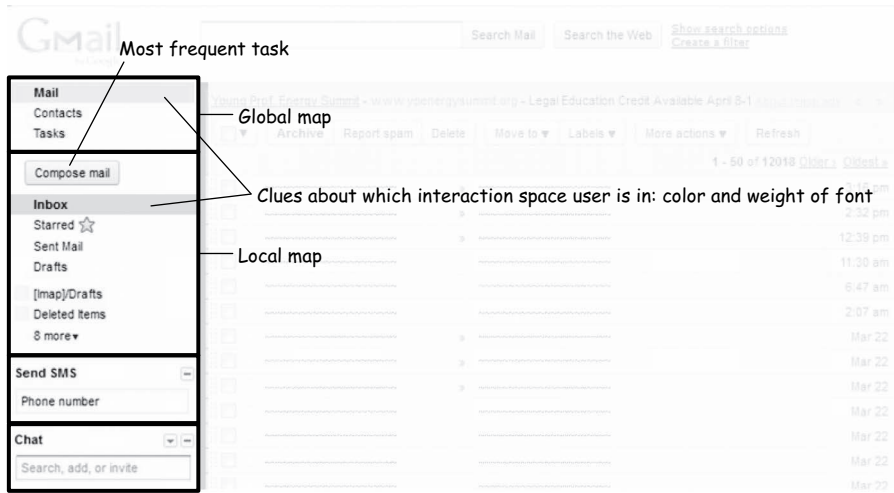 Gmail
by Google
Search Mail
Search the Web
Show search options
Create a filter
Most frequent task
Mail
Contacts
Tasks
Global map
Young Prof. Energy Summit - www.ypenergysummit.org - Legal Education Credit Available April 8-1
Archive
Report spam
Delete
Move to ▾
Labels ▾
More actions ▾
Refresh
1 - 50 of 12018 Older › Oldest »
Compose mail
3:16 pm
Clues about which interaction space user is in: color and weight of font
Inbox
2:32 pm
Starred
Sent Mail
12:39 pm
Local map
Drafts
11:30 am
[Imap]/Drafts
6:47 am
Deleted Items
2:07 am
8 more▾
Mar 22
Mar 22
Send SMS
Mar 22
Phone number
Mar 22
Chat
Mar 22
Search, add, or invite
Mar 22
Mar 22